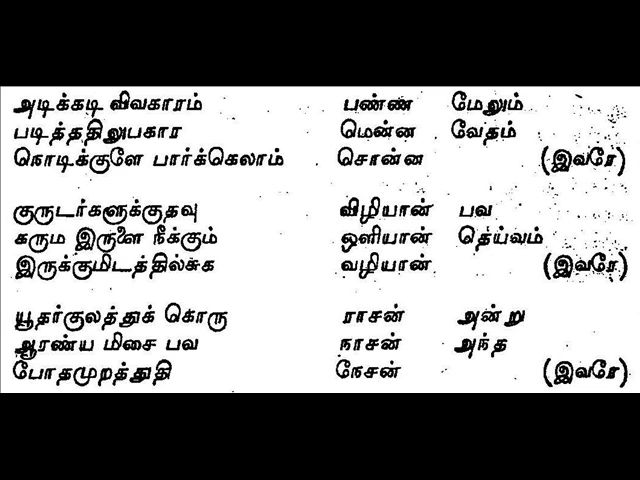 அடிக்கடி விவகாரம் பண்ண மேலும்
படித்ததினுபகார மென்ன வேதம்
நொடிக்குளே பார்க்கெலாம் சொன்ன (இவரே)
குருடர்களுக்குதவு விழியான் பவ
கரும இருளை நீக்கும் ஒளியான் தெய்வம்
இருக்குமிடத்தில்சுக வழியான் (இவரே)
யூதர்குலத்துக் கொரு ராசன் அன்று
ஆரண்ய மிசை பவ நாசன் அந்த
போதமுறத்துதி நேசன் (இவரே)